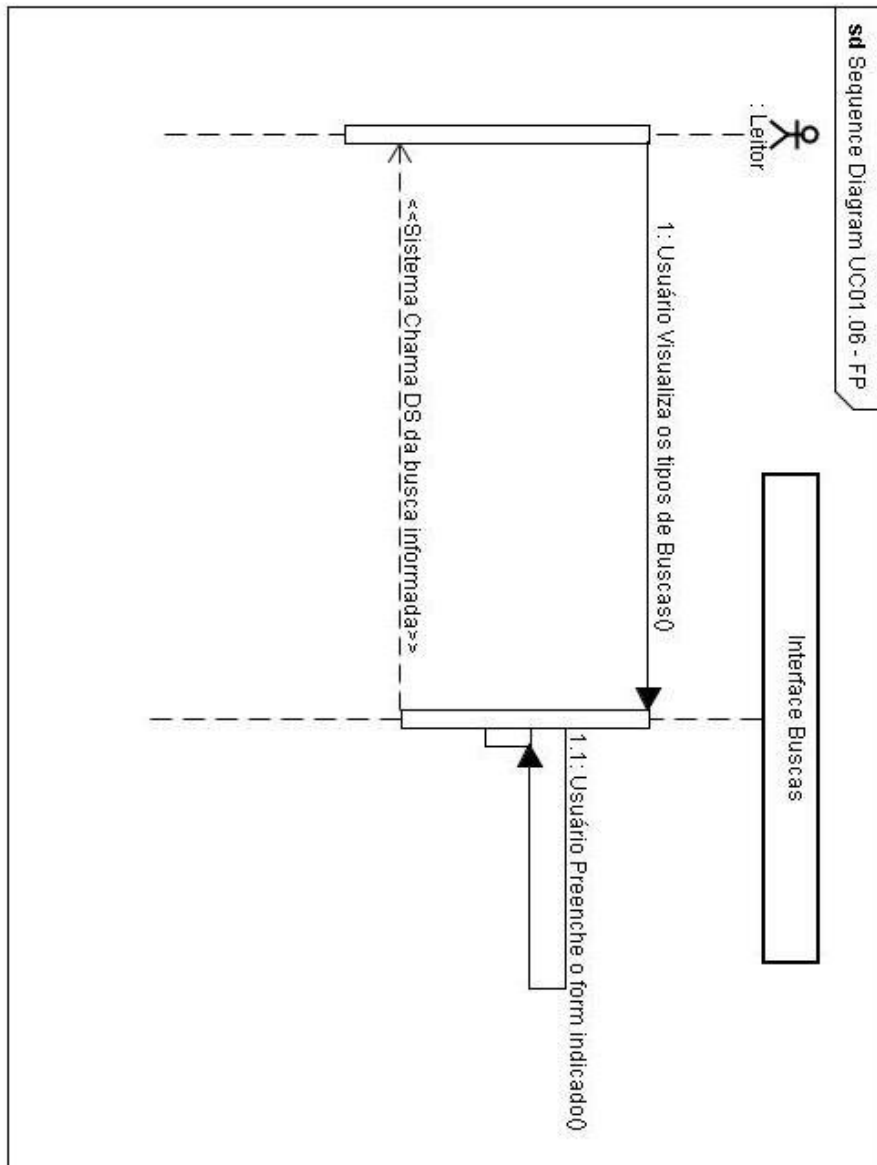 sd Sequence Diagram UC01.06 - FP
: Leitor
Interface Buscas
1: Usuário Visualiza os tipos de Buscas()
1.1: Usuário Preenche o form indicado()
<<Sistema Chama DS da busca informada>>